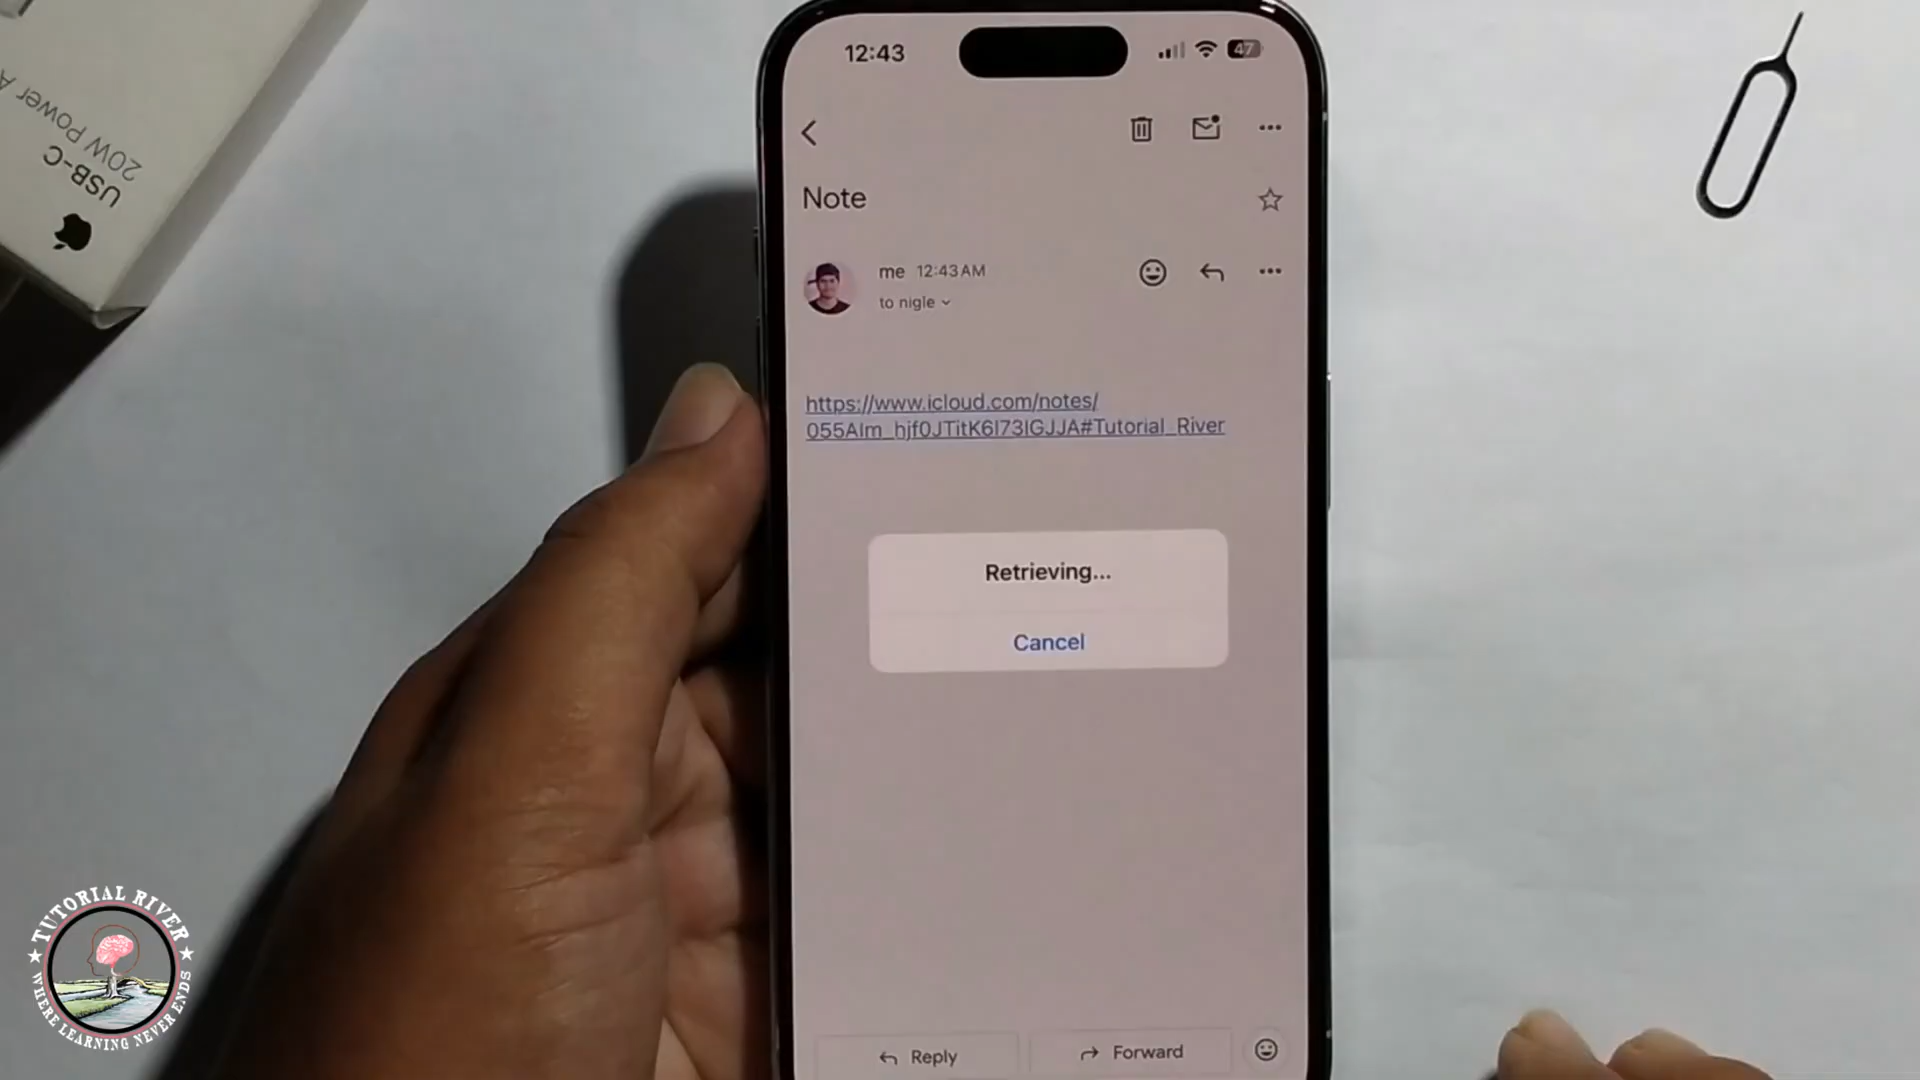 20W Power A
USB-C
12:43
47
Note
me 12:43 AM
to nigle
https://www.icloud.com/notes/
055AIm_hjf0JTitK6I73IGJJA#Tutorial_River
Retrieving...
Cancel
Reply
Forward
TUTORIAL RIVER
WHERE LEARNING NEVER ENDS